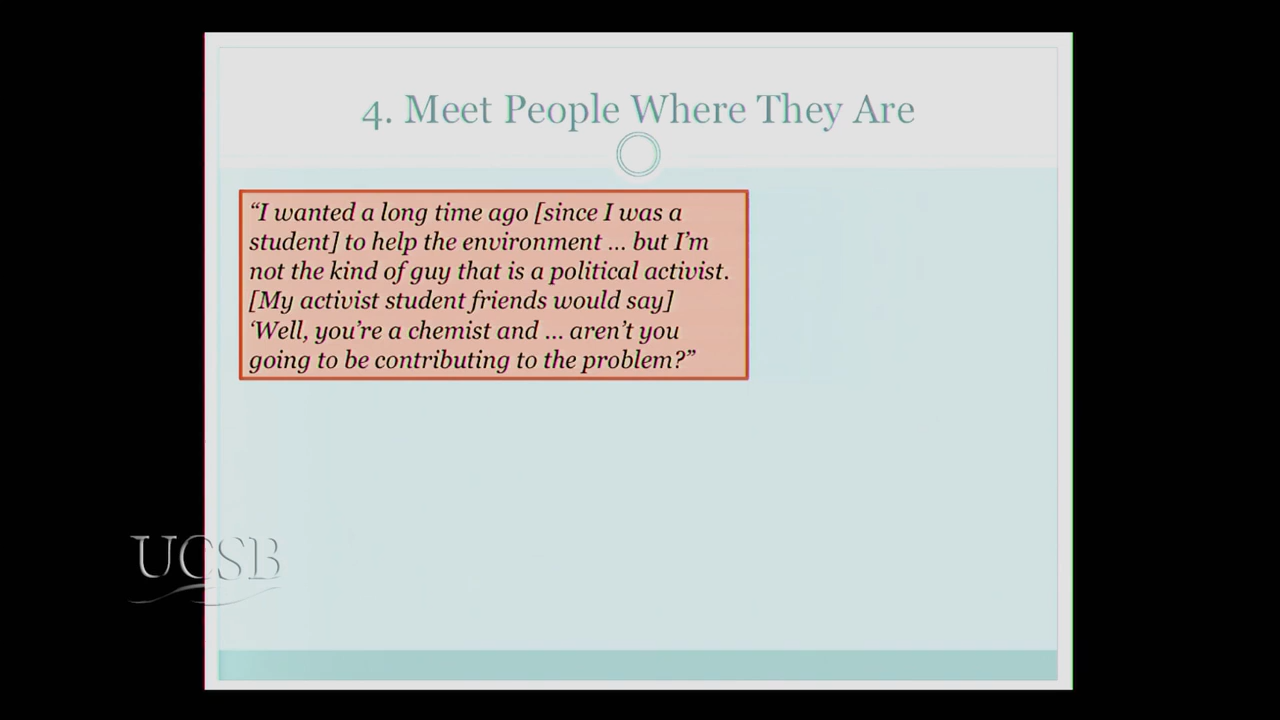 4. Meet People Where They Are
“I wanted a long time ago [since I was a
student] to help the environment ... but I’m
not the kind of guy that is a political activist.
[My activist student friends would say]
‘Well, you’re a chemist and ... aren’t you
going to be contributing to the problem?”
UCSB